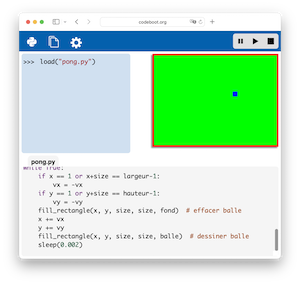 codeboot.org
>>> load("pong.py")
pong.py
while True:
if x == 1 or x+size == largeur-1:
vx = -vx
if y == 1 or y+size == hauteur-1:
vy = -vy
fill_rectangle(x, y, size, size, fond)  # effacer balle
x += vx
y += vy
fill_rectangle(x, y, size, size, balle)  # dessiner balle
sleep(0.002)